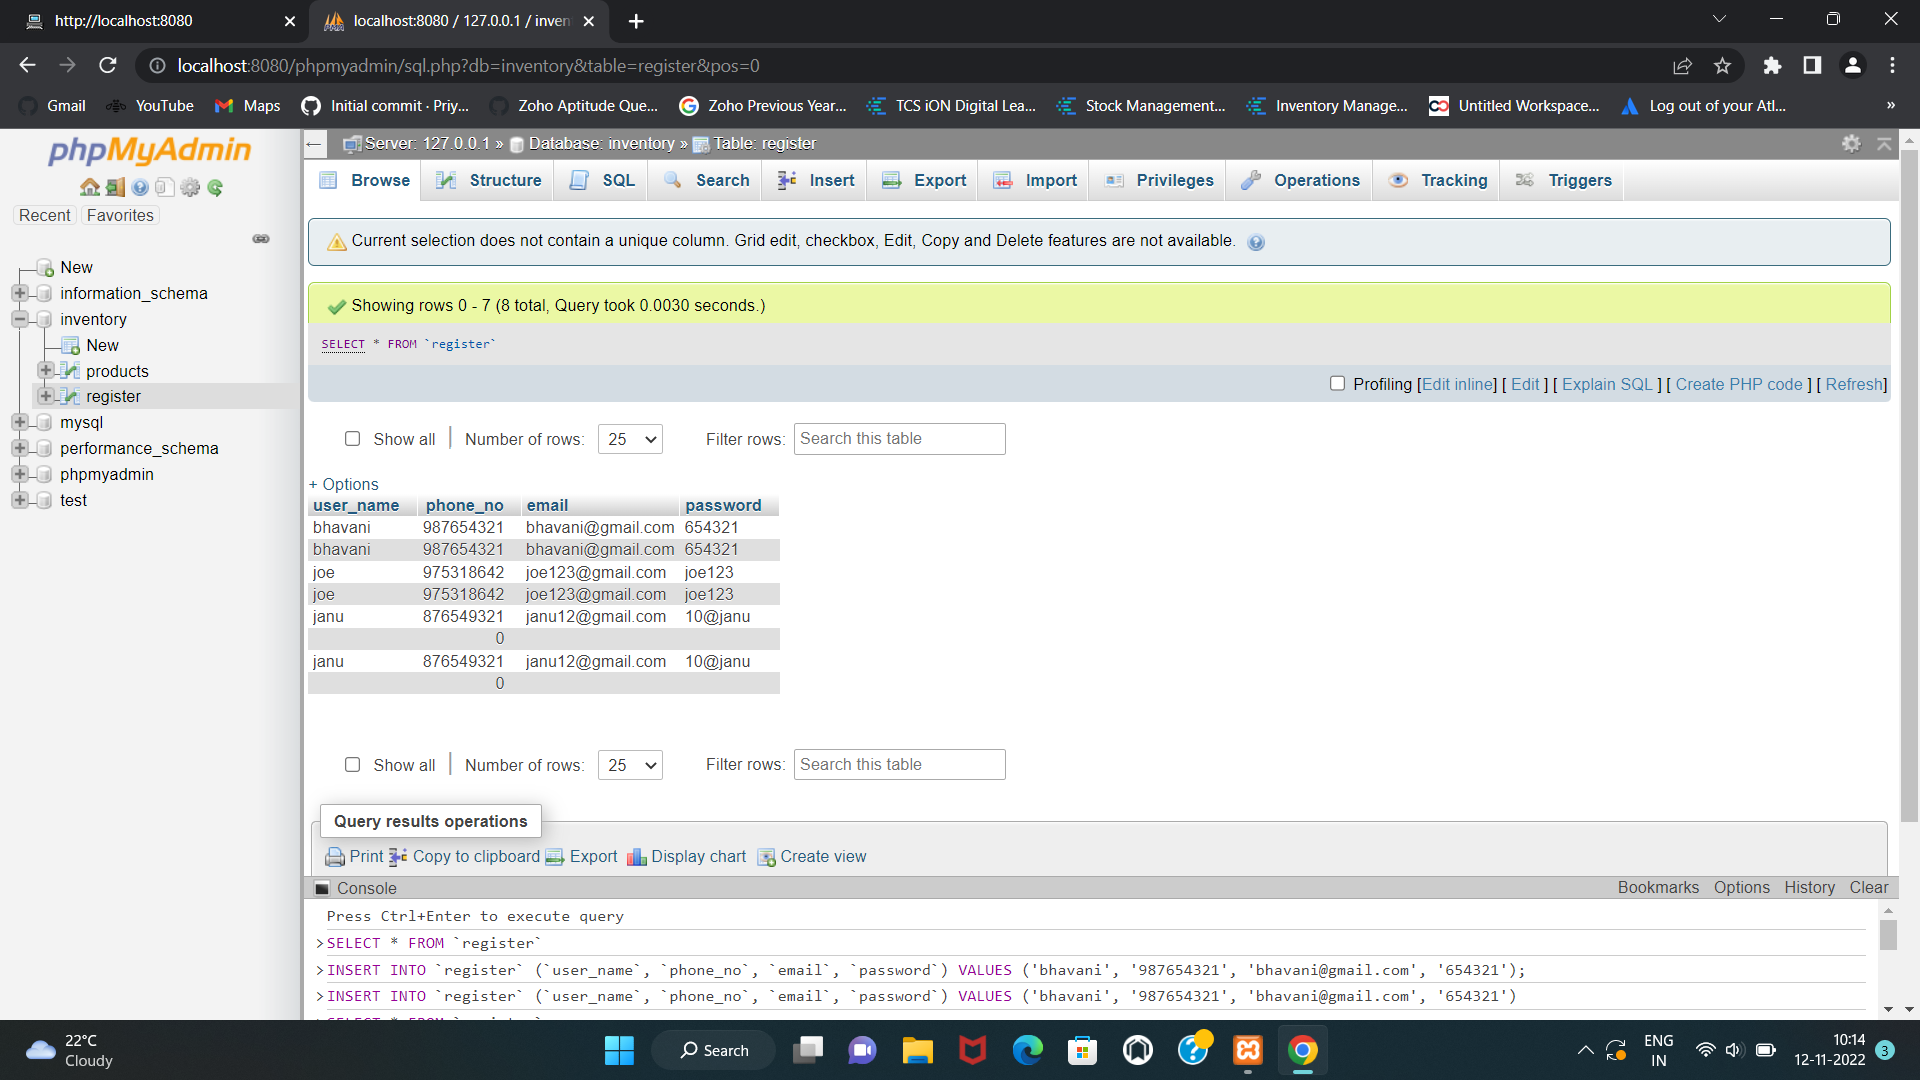 http://localhost:8080
localhost:8080 / 127.0.0.1 / inven
localhost:8080/phpmyadmin/sql.php?db=inventory&table=register&pos=0
Gmail YouTube Maps Initial commit · Priy... Zoho Aptitude Que... Zoho Previous Year... TCS iON Digital Lea... Stock Management... Inventory Manage... Untitled Workspace... Log out of your Atl... »
phpMyAdmin
Recent Favorites
New
information_schema
inventory
New
products
register
mysql
performance_schema
phpmyadmin
test
Server: 127.0.0.1 » Database: inventory » Table: register
Browse Structure SQL Search Insert Export Import Privileges Operations Tracking Triggers
Current selection does not contain a unique column. Grid edit, checkbox, Edit, Copy and Delete features are not available.
Showing rows 0 - 7 (8 total, Query took 0.0030 seconds.)
SELECT * FROM `register`
Profiling [Edit inline] [ Edit ] [ Explain SQL ] [ Create PHP code ] [ Refresh]
Show all Number of rows: 25 Filter rows: Search this table
+ Options
user_name phone_no email password
bhavani 987654321 bhavani@gmail.com 654321
bhavani 987654321 bhavani@gmail.com 654321
joe 975318642 joe123@gmail.com joe123
joe 975318642 joe123@gmail.com joe123
janu 876549321 janu12@gmail.com 10@janu
0
janu 876549321 janu12@gmail.com 10@janu
0
Show all Number of rows: 25 Filter rows: Search this table
Query results operations
Print Copy to clipboard Export Display chart Create view
Console Bookmarks Options History Clear
Press Ctrl+Enter to execute query
>SELECT * FROM `register`
>INSERT INTO `register` (`user_name`, `phone_no`, `email`, `password`) VALUES ('bhavani', '987654321', 'bhavani@gmail.com', '654321');
>INSERT INTO `register` (`user_name`, `phone_no`, `email`, `password`) VALUES ('bhavani', '987654321', 'bhavani@gmail.com', '654321')
22°C
Cloudy
Search
ENG
IN
10:14
12-11-2022
3